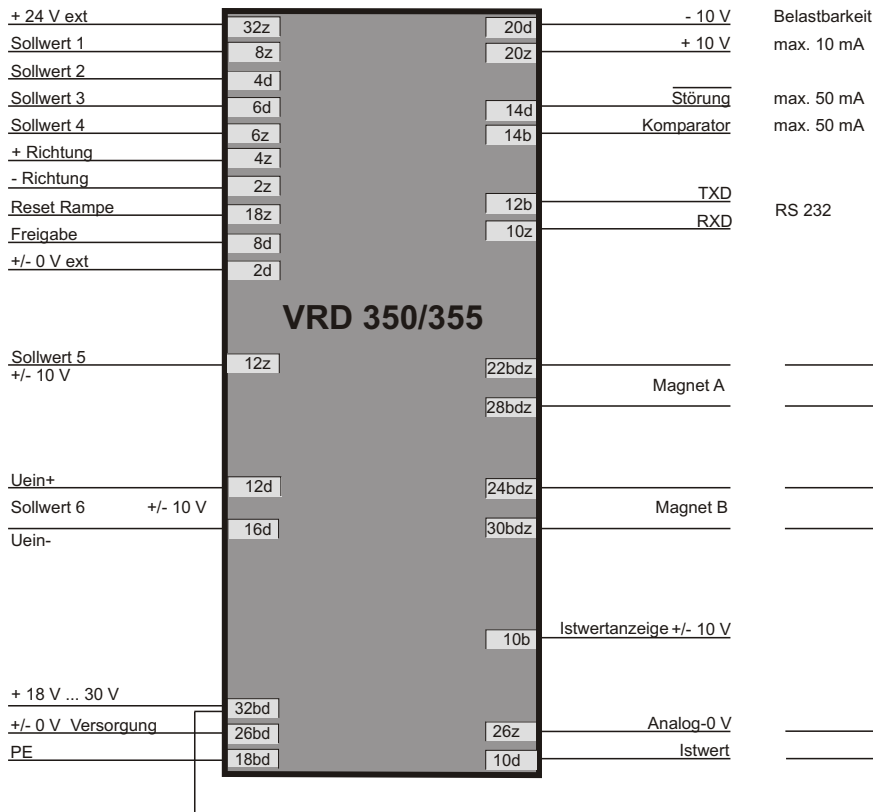 + 24 V ext 32z 20d - 10 V Belastbarkeit
Sollwert 1 8z 20z + 10 V max. 10 mA
Sollwert 2 4d
Sollwert 3 6d 14d Störung max. 50 mA
Sollwert 4 6z 14b Komparator max. 50 mA
+ Richtung 4z
- Richtung 2z
Reset Rampe 18z 12b TXD
RS 232
Freigabe 8d 10z RXD
+/- 0 V ext 2d
VRD 350/355
Sollwert 5 12z 22bdz
+/- 10 V
Magnet A
28bdz
Uein+ 12d 24bdz
Sollwert 6 +/- 10 V Magnet B
16d 30bdz
Uein-
10b Istwertanzeige +/- 10 V
+ 18 V ... 30 V 32bd
+/- 0 V Versorgung 26bd 26z Analog-0 V
PE 18bd 10d Istwert